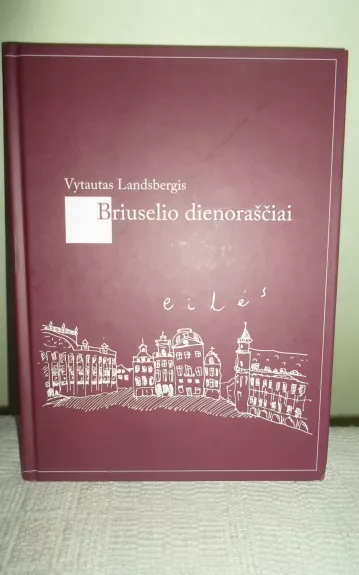 Vytautas Landsbergis
Briuselio dienoraščiai
eilės